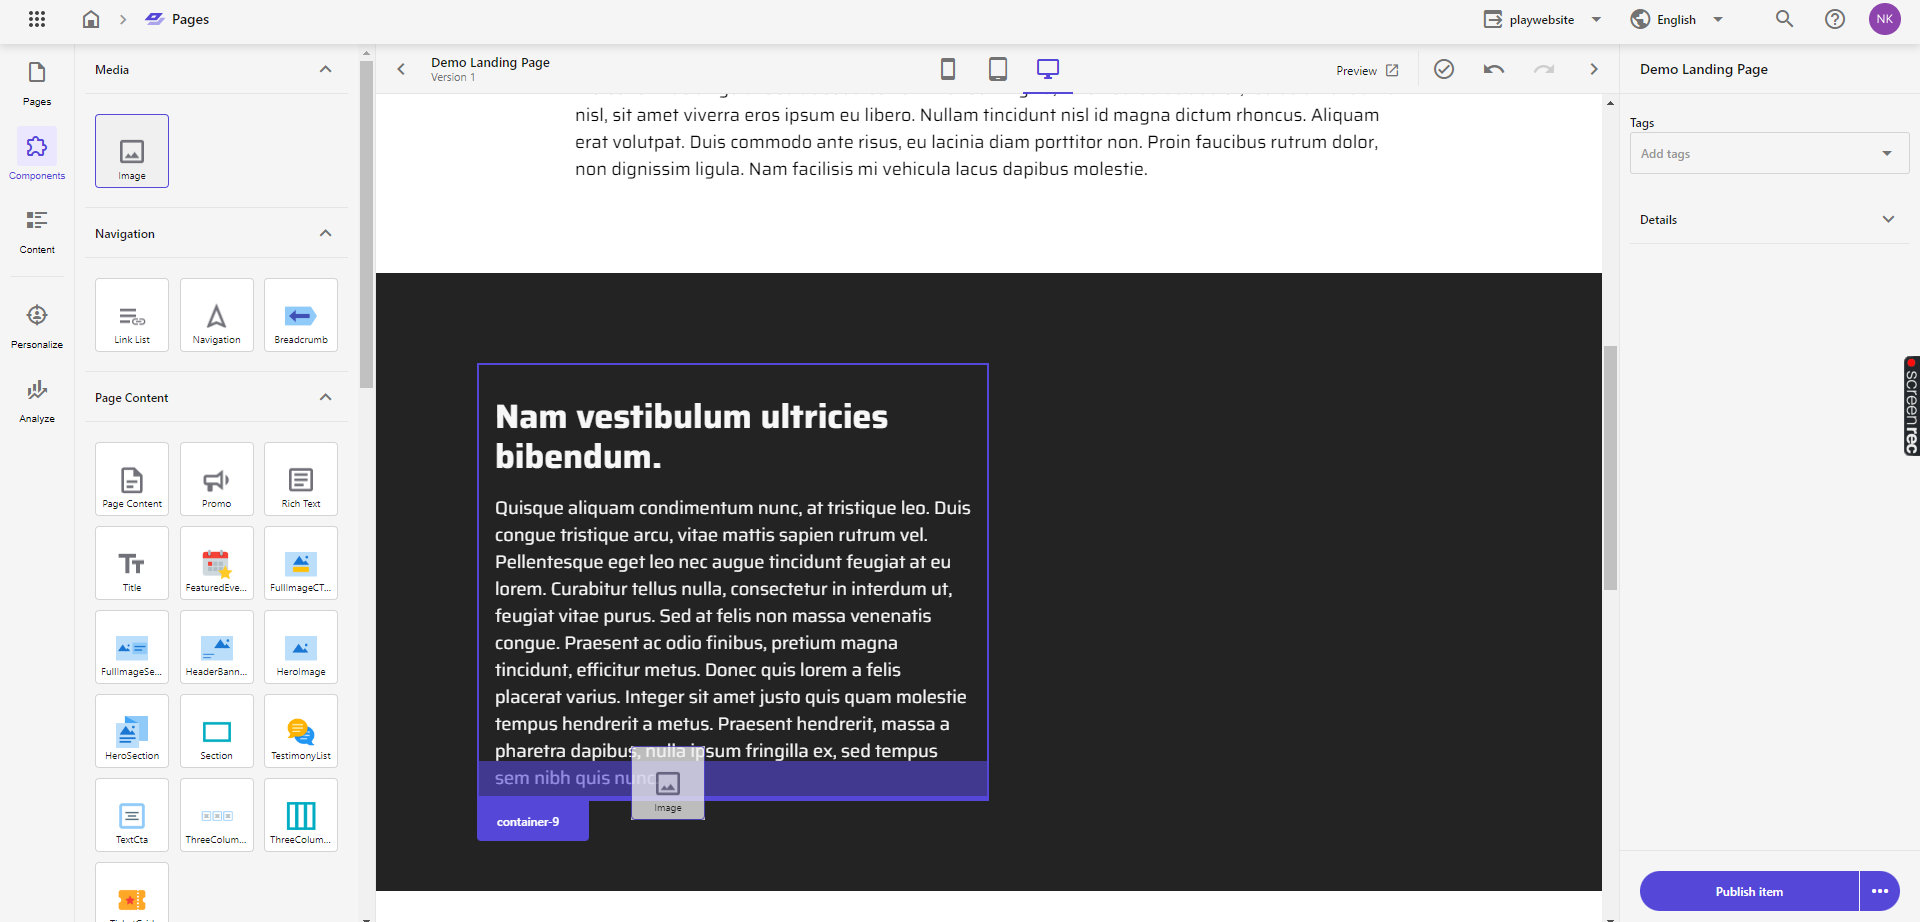 Pages
playwebsite
English
NK
Pages
Components
Content
Personalize
Analyze
Media
Image
Navigation
Link List
Navigation
Breadcrumb
Page Content
Page Content
Promo
Rich Text
Title
FeaturedEve...
FullImageCT...
FullImageSe...
HeaderBann...
HeroImage
HeroSection
Section
TestimonyList
TextCta
ThreeColum...
ThreeColum...
Demo Landing Page
Version 1
Preview
nisl, sit amet viverra eros ipsum eu libero. Nullam tincidunt nisl id magna dictum rhoncus. Aliquam
erat volutpat. Duis commodo ante risus, eu lacinia diam porttitor non. Proin faucibus rutrum dolor,
non dignissim ligula. Nam facilisis mi vehicula lacus dapibus molestie.
Nam vestibulum ultricies
bibendum.
Quisque aliquam condimentum nunc, at tristique leo. Duis
congue tristique arcu, vitae mattis sapien rutrum vel.
Pellentesque eget leo nec augue tincidunt feugiat at eu
lorem. Curabitur tellus nulla, consectetur in interdum ut,
feugiat vitae purus. Sed at felis non massa venenatis
congue. Praesent ac odio finibus, pretium magna
tincidunt, efficitur metus. Donec quis lorem a felis
placerat varius. Integer sit amet justo quis quam molestie
tempus hendrerit a metus. Praesent hendrerit, massa a
pharetra dapibus, nulla ipsum fringilla ex, sed tempus
sem nibh quis nunc
Image
container-9
Demo Landing Page
Tags
Add tags
Details
screenrec
Publish item